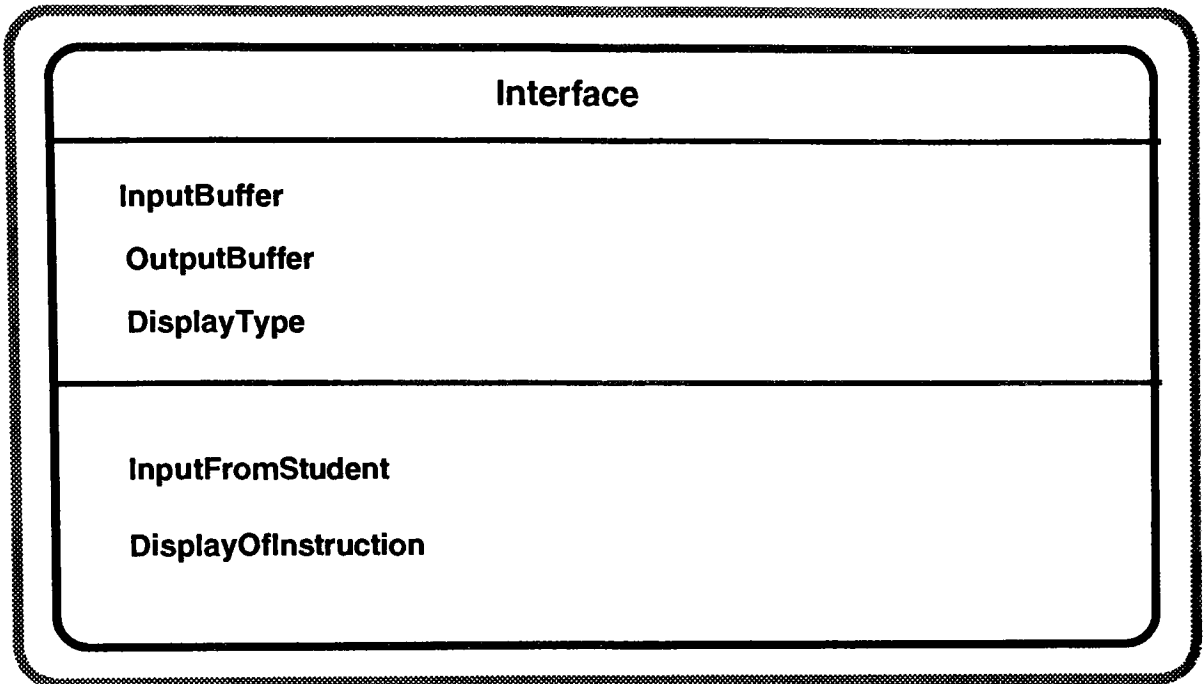 Interface
InputBuffer
OutputBuffer
DisplayType
InputFromStudent
DisplayOfInstruction